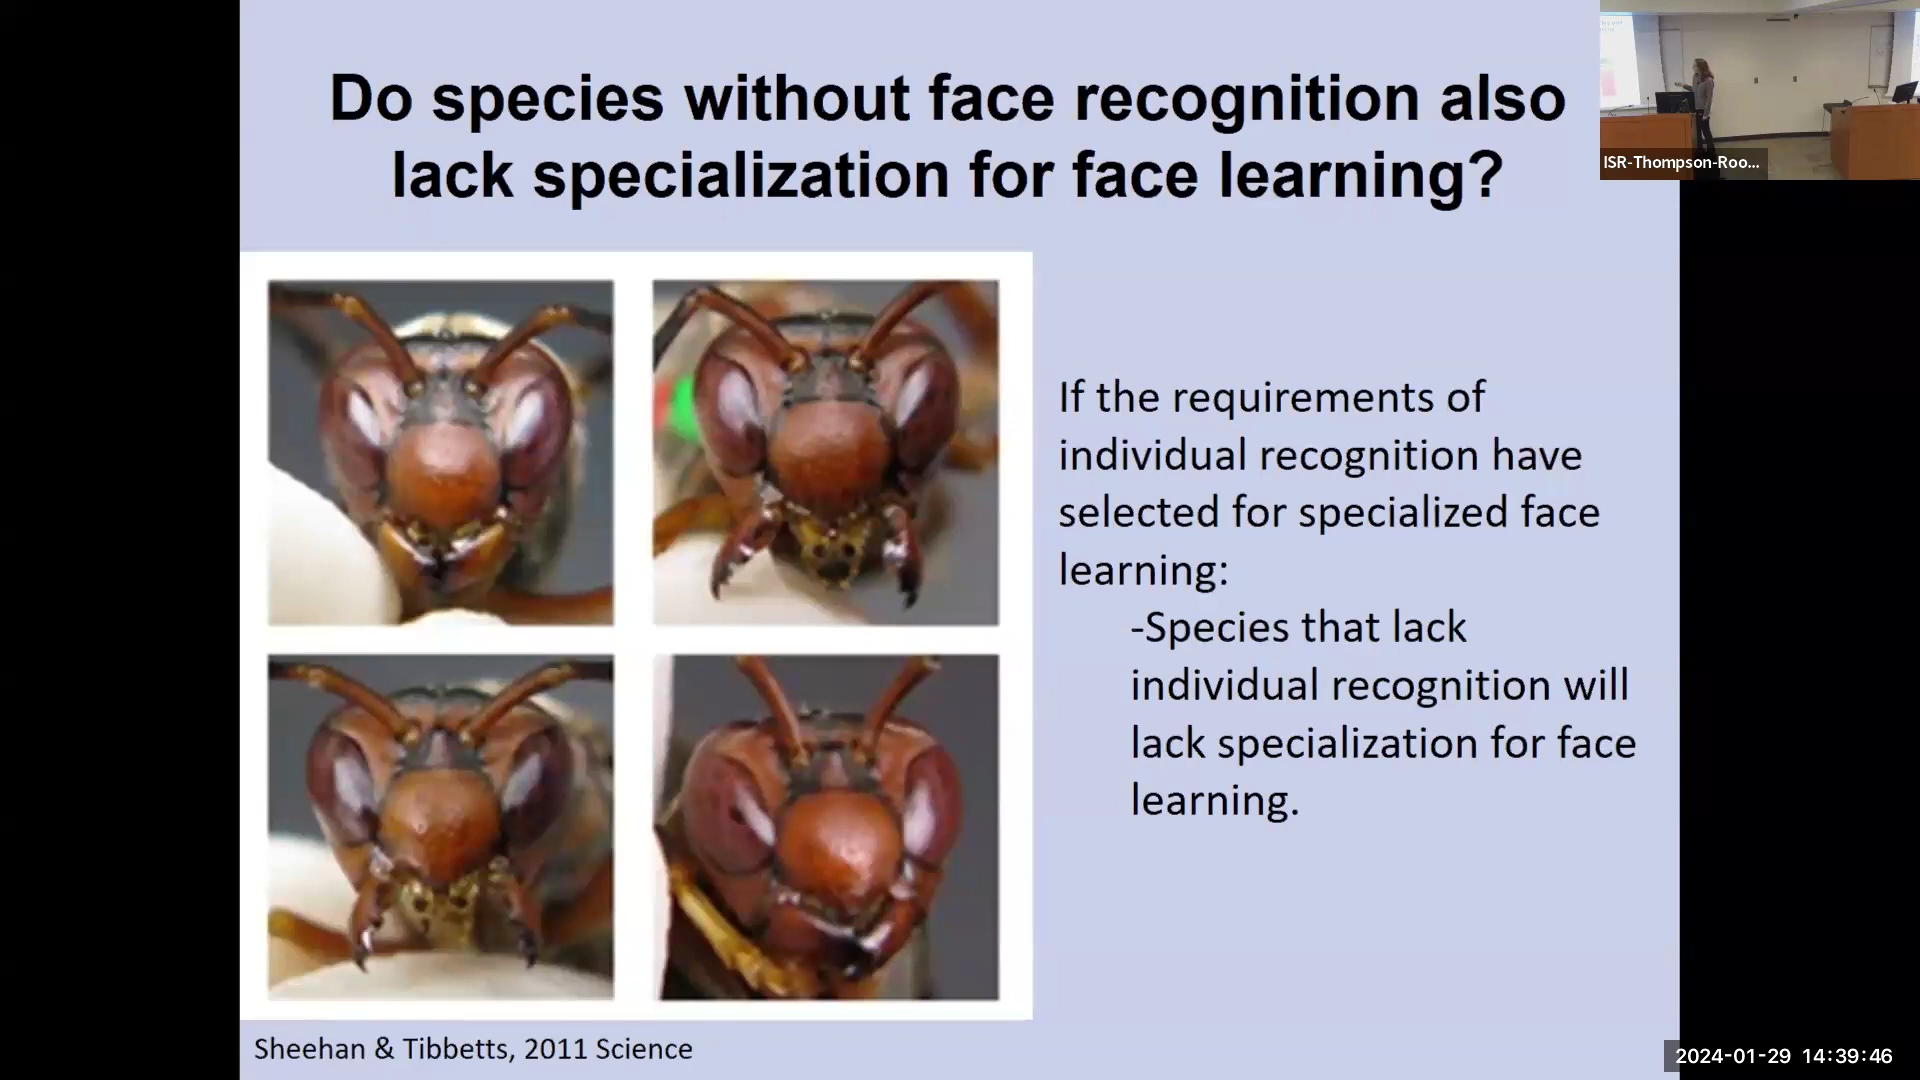 Do species without face recognition also
lack specialization for face learning?
ISR-Thompson-Roo...
If the requirements of
individual recognition have
selected for specialized face
learning:
-Species that lack
individual recognition will
lack specialization for face
learning.
Sheehan & Tibbetts, 2011 Science
2024-01-29 14:39:46